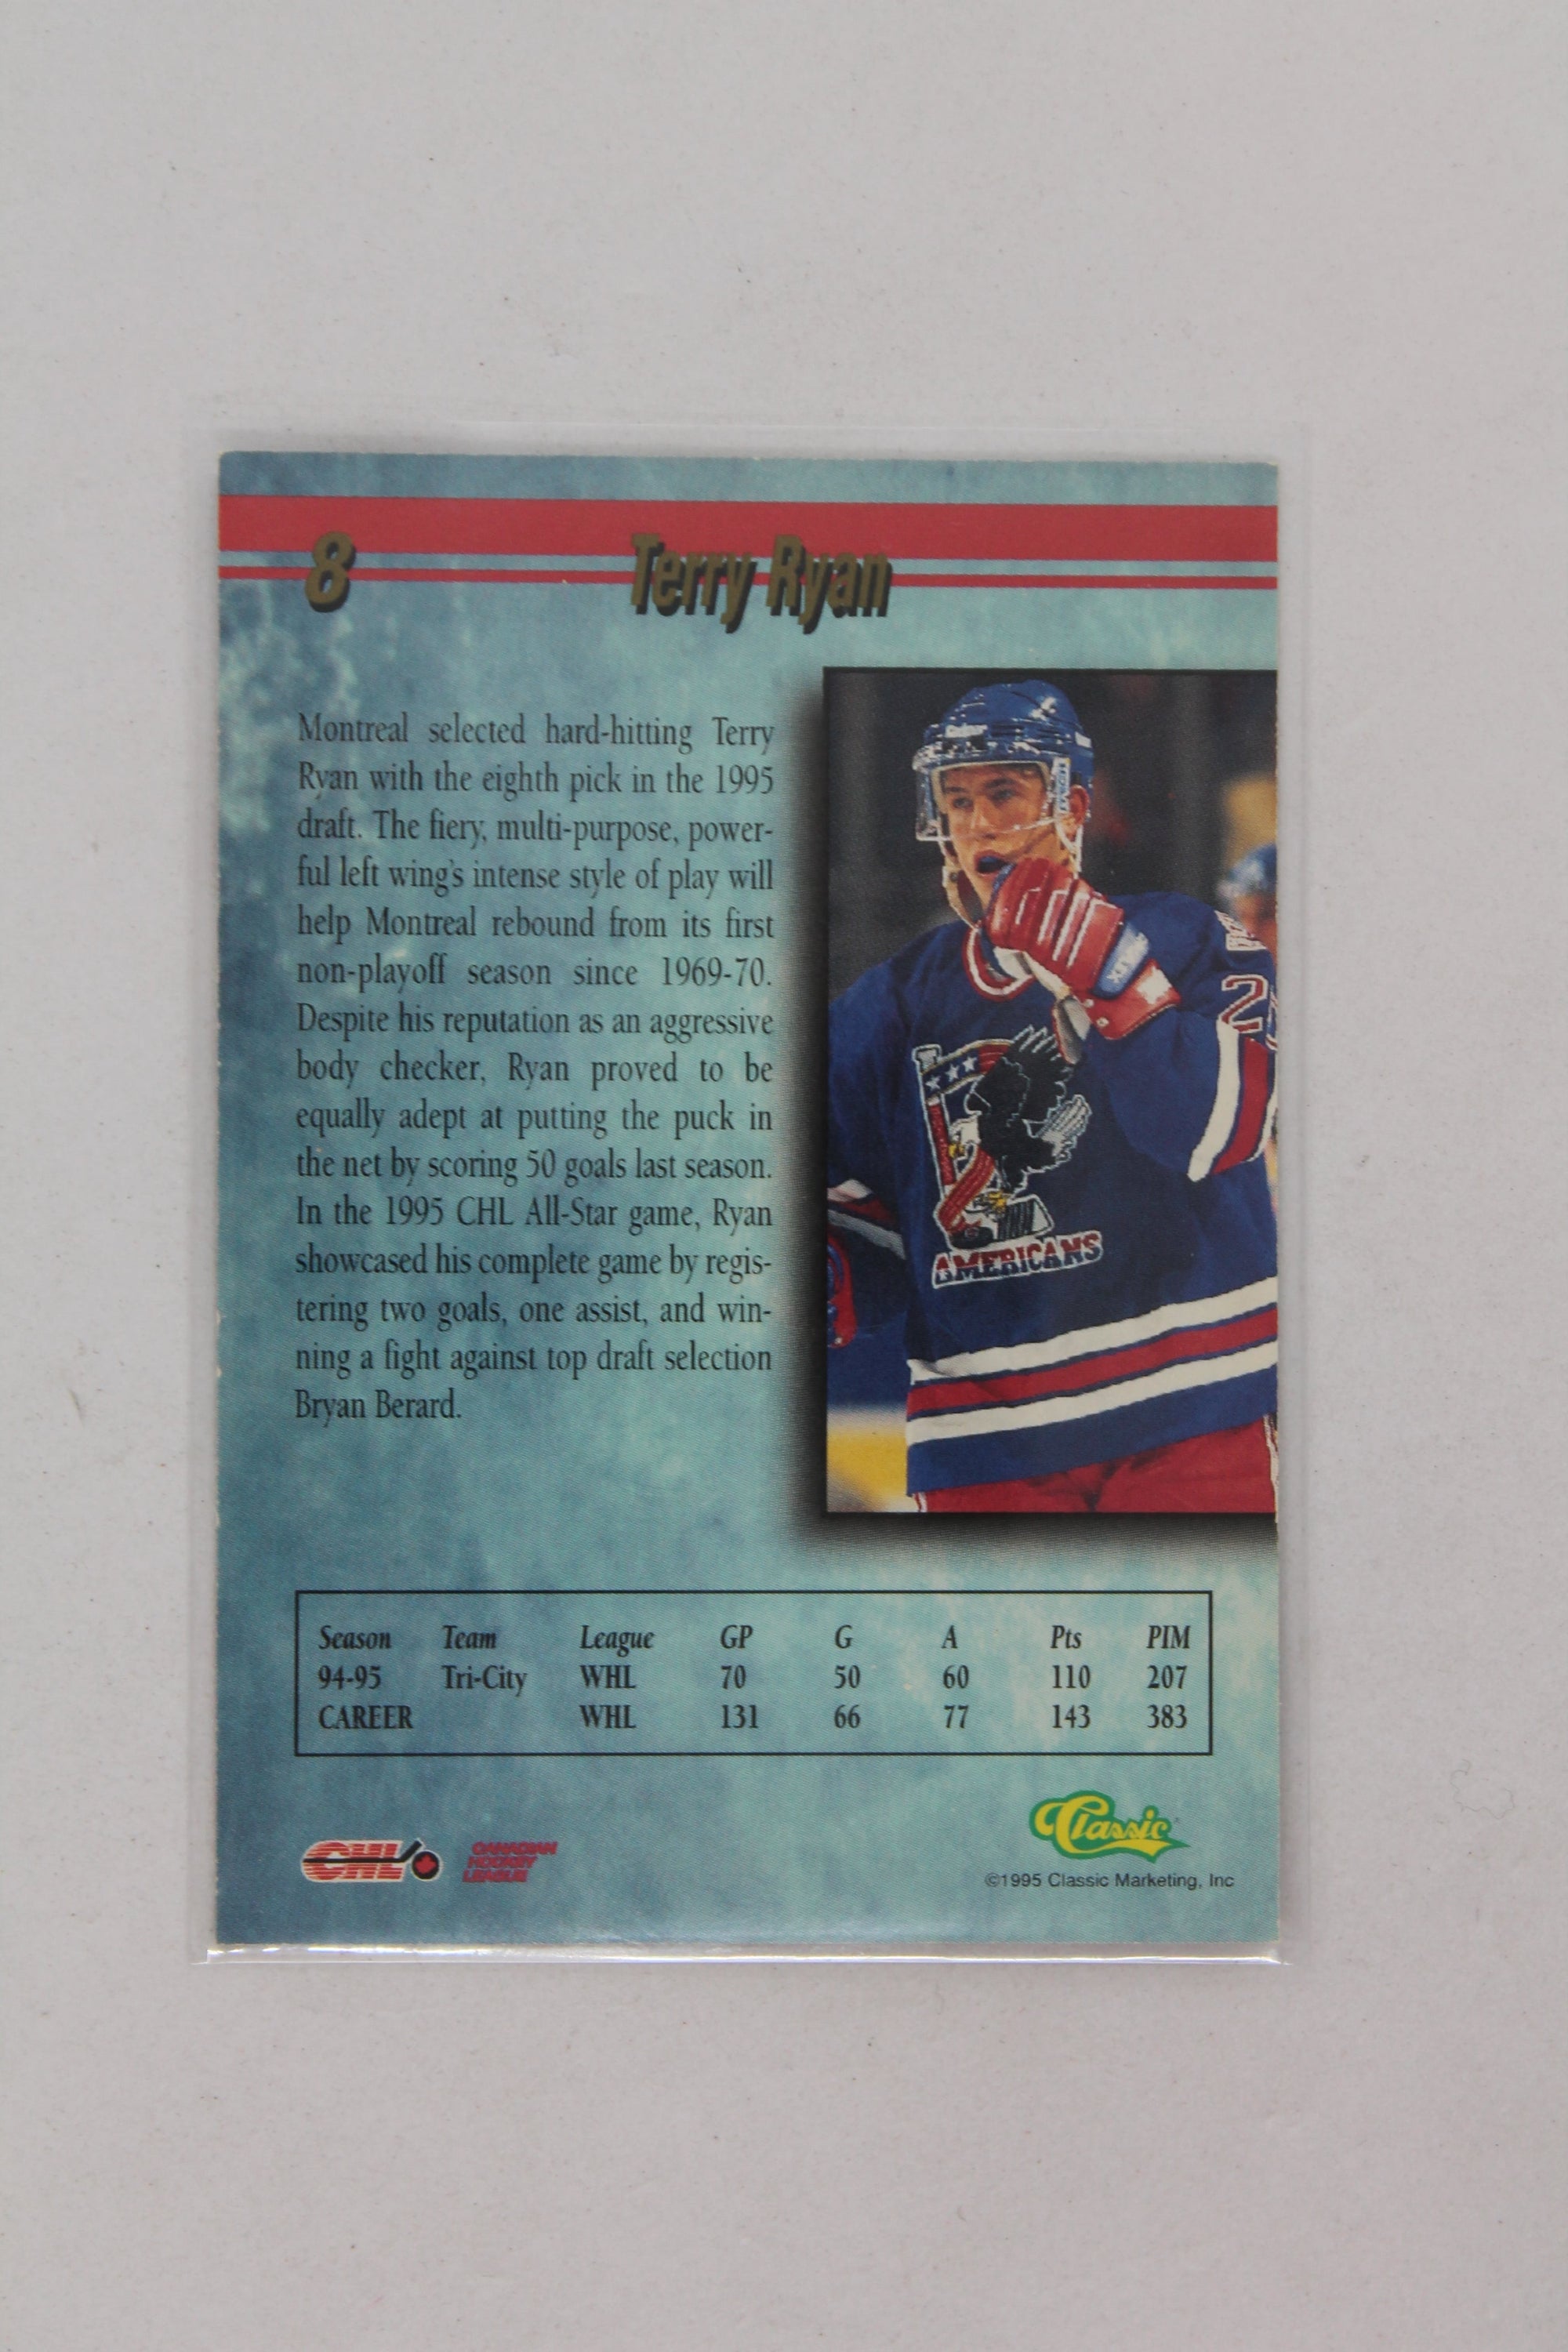 8
Terry Ryan
Montreal selected hard-hitting Terry
Ryan with the eighth pick in the 1995
draft. The fiery, multi-purpose, power-
ful left wing's intense style of play will
help Montreal rebound from its first
non-playoff season since 1969-70.
Despite his reputation as an aggressive
body checker, Ryan proved to be
equally adept at putting the puck in
the net by scoring 50 goals last season.
In the 1995 CHL All-Star game, Ryan
showcased his complete game by regis-
tering two goals, one assist, and win-
ning a fight against top draft selection
Bryan Berard.
AMERICANS
Season Team League GP G A Pts PIM
94-95 Tri-City WHL 70 50 60 110 207
CAREER WHL 131 66 77 143 383
CHL
CANADIAN
HOCKEY
LEAGUE
Classic
©1995 Classic Marketing, Inc